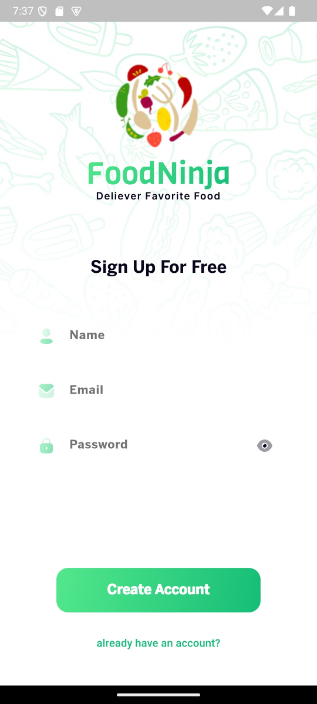 7:37
FoodNinja
Deliever Favorite Food
Sign Up For Free
Name
Email
Password
Create Account
already have an account?